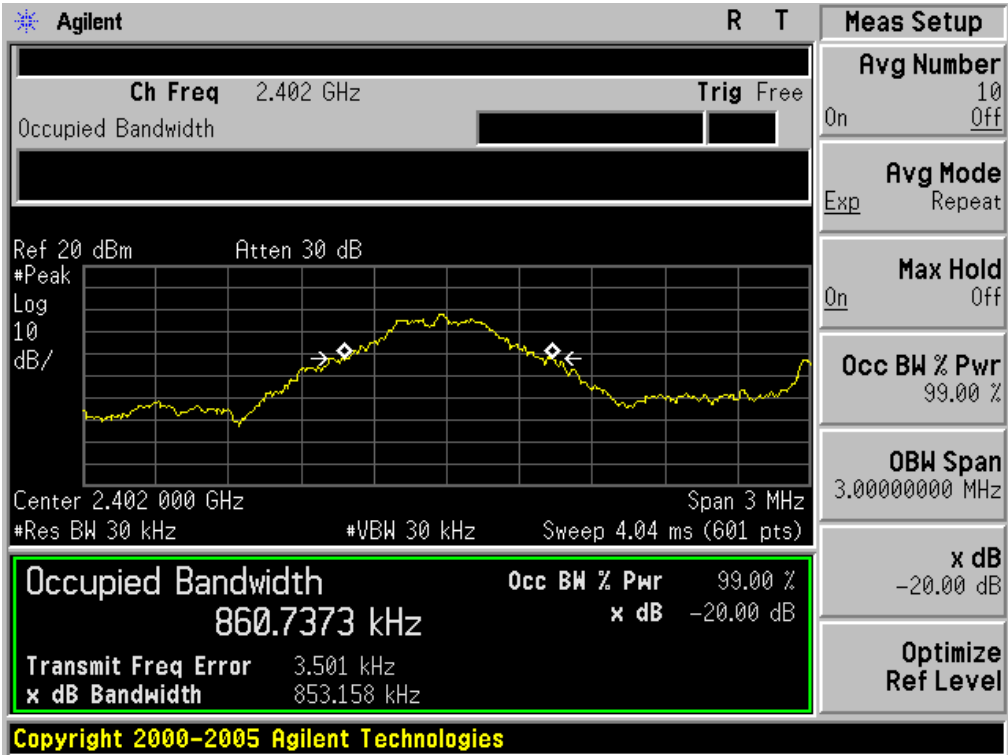 Agilent R T
Ch Freq 2.402 GHz Trig Free
Occupied Bandwidth
Ref 20 dBm Atten 30 dB
#Peak
Log
10
dB/
Center 2.402 000 GHz Span 3 MHz
#Res BW 30 kHz #VBW 30 kHz Sweep 4.04 ms (601 pts)
Occupied Bandwidth
860.7373 kHz
Occ BW % Pwr 99.00 %
x dB -20.00 dB
Transmit Freq Error 3.501 kHz
x dB Bandwidth 853.158 kHz
Copyright 2000-2005 Agilent Technologies
Meas Setup
Avg Number
10
On Off
Avg Mode
Exp Repeat
Max Hold
On Off
Occ BW % Pwr
99.00 %
OBW Span
3.00000000 MHz
x dB
-20.00 dB
Optimize
Ref Level